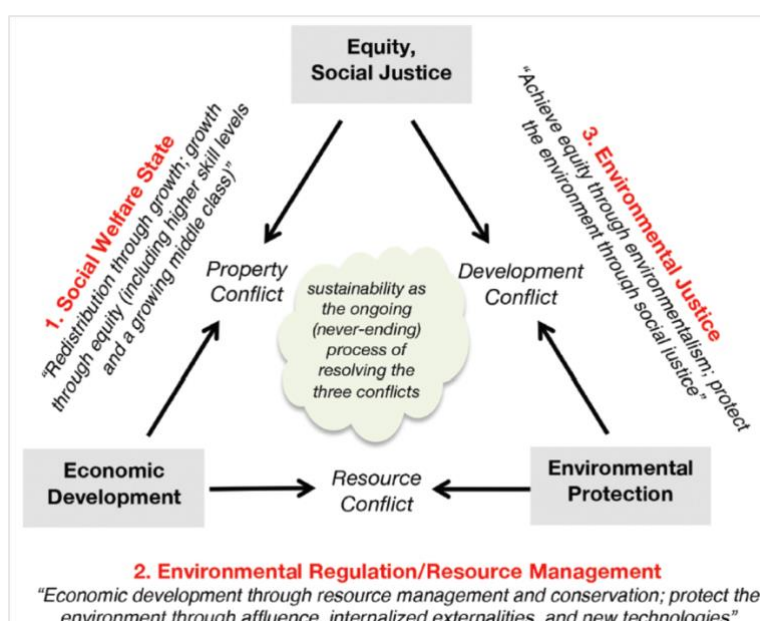 Equity,
Social Justice
1. Social Welfare State
"Redistribution through growth; growth
through equity (including higher skill levels
and a growing middle class)"
3. Environmental Justice
"Achieve equity through environmentalism; protect
the environment through social justice"
Property
Conflict
Development
Conflict
sustainability as
the ongoing
(never-ending)
process of
resolving the
three conflicts
Economic
Development
Resource
Conflict
Environmental
Protection
2. Environmental Regulation/Resource Management
"Economic development through resource management and conservation; protect the
environment through affluence, internalized externalities, and new technologies"